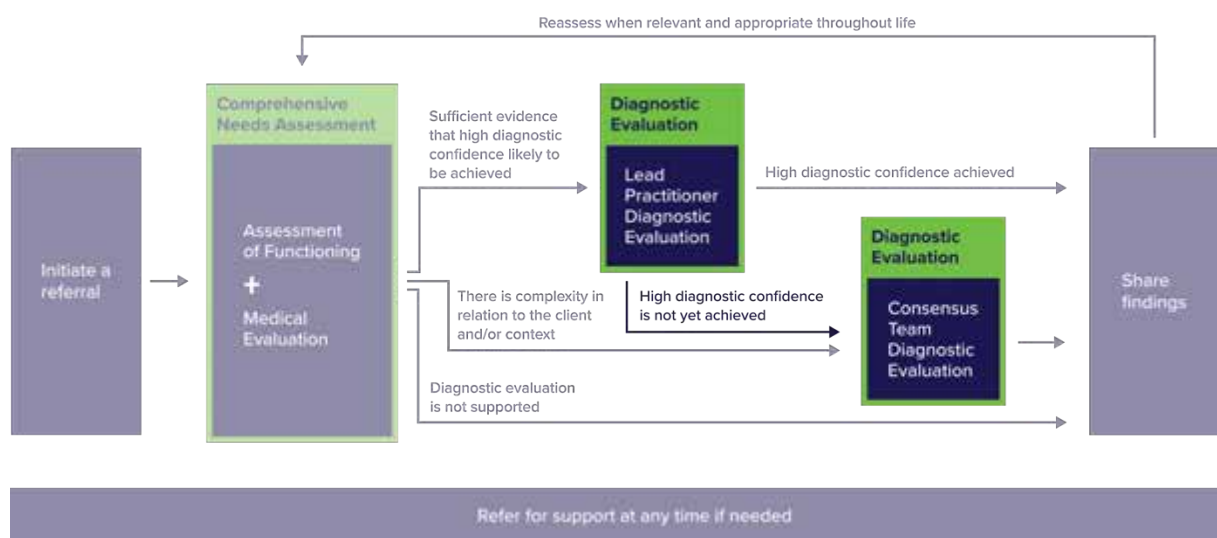 Reassess when relevant and appropriate throughout life
Initiate a
referral
Comprehensive
Needs Assessment
Assessment
of Functioning
+
Medical
Evaluation
Sufficient evidence
that high diagnostic
confidence likely to
be achieved
There is complexity in
relation to the client
and/or context
Diagnostic evaluation
is not supported
Diagnostic
Evaluation
Lead
Practitioner
Diagnostic
Evaluation
High diagnostic confidence achieved
High diagnostic confidence
is not yet achieved
Diagnostic
Evaluation
Consensus
Team
Diagnostic
Evaluation
Share
findings
Refer for support at any time if needed